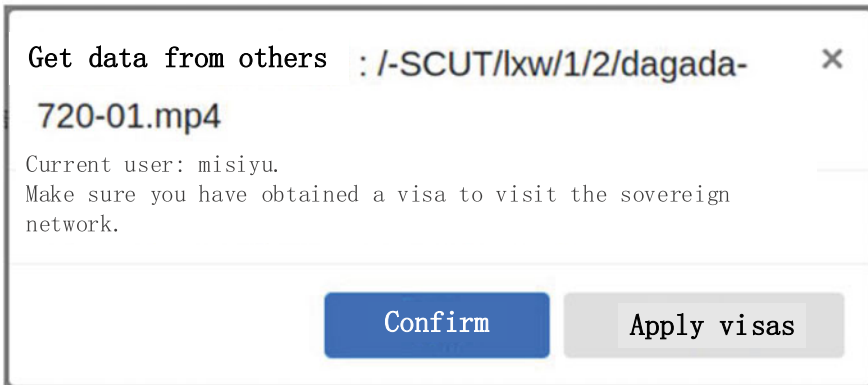 Get data from others : /-SCUT/lxw/1/2/dagada-
720-01.mp4
Current user: misiyu.
Make sure you have obtained a visa to visit the sovereign
network.
Confirm
Apply visas